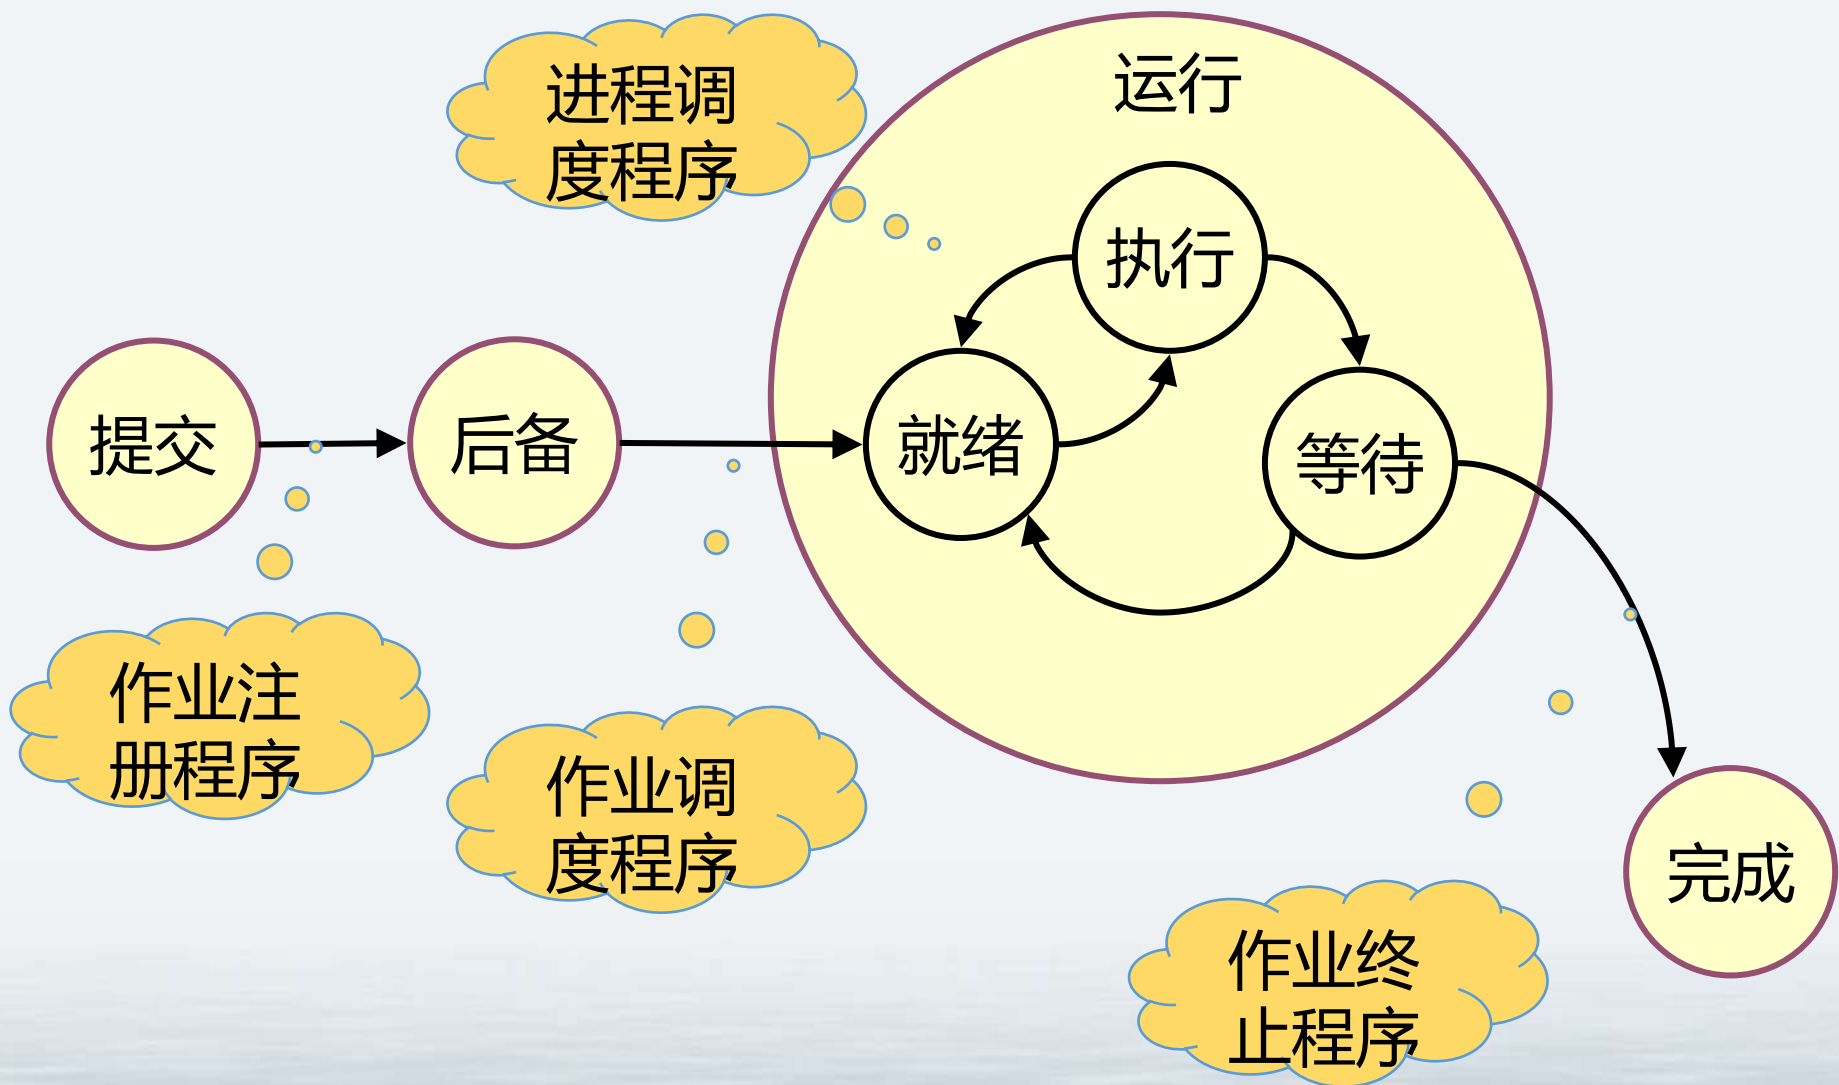 进程调
度程序
运行
执行
提交
后备
就绪
等待
作业注
册程序
作业调
度程序
完成
作业终
止程序